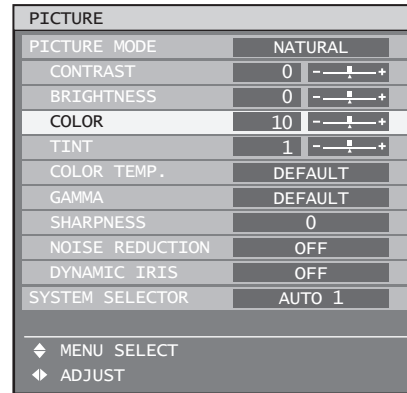 PICTURE
PICTURE MODE NATURAL
CONTRAST 0 - +
BRIGHTNESS 0 - +
COLOR 10 - +
TINT 1 - +
COLOR TEMP. DEFAULT
GAMMA DEFAULT
SHARPNESS 0
NOISE REDUCTION OFF
DYNAMIC IRIS OFF
SYSTEM SELECTOR AUTO 1
MENU SELECT
ADJUST